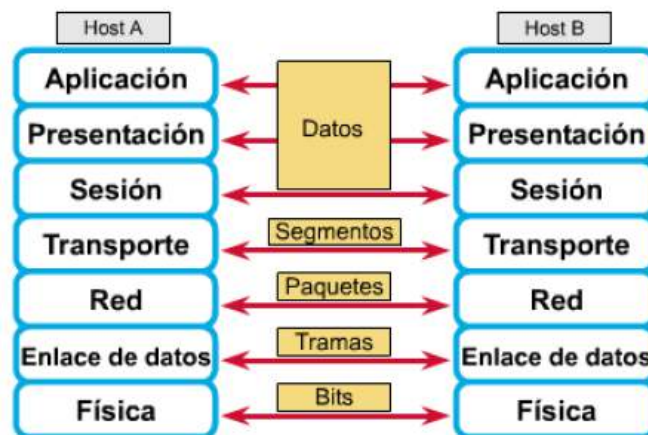 Host A
Host B
Aplicación
Aplicación
Presentación
Datos
Presentación
Sesión
Sesión
Transporte
Segmentos
Transporte
Red
Paquetes
Red
Enlace de datos
Tramas
Enlace de datos
Física
Bits
Física